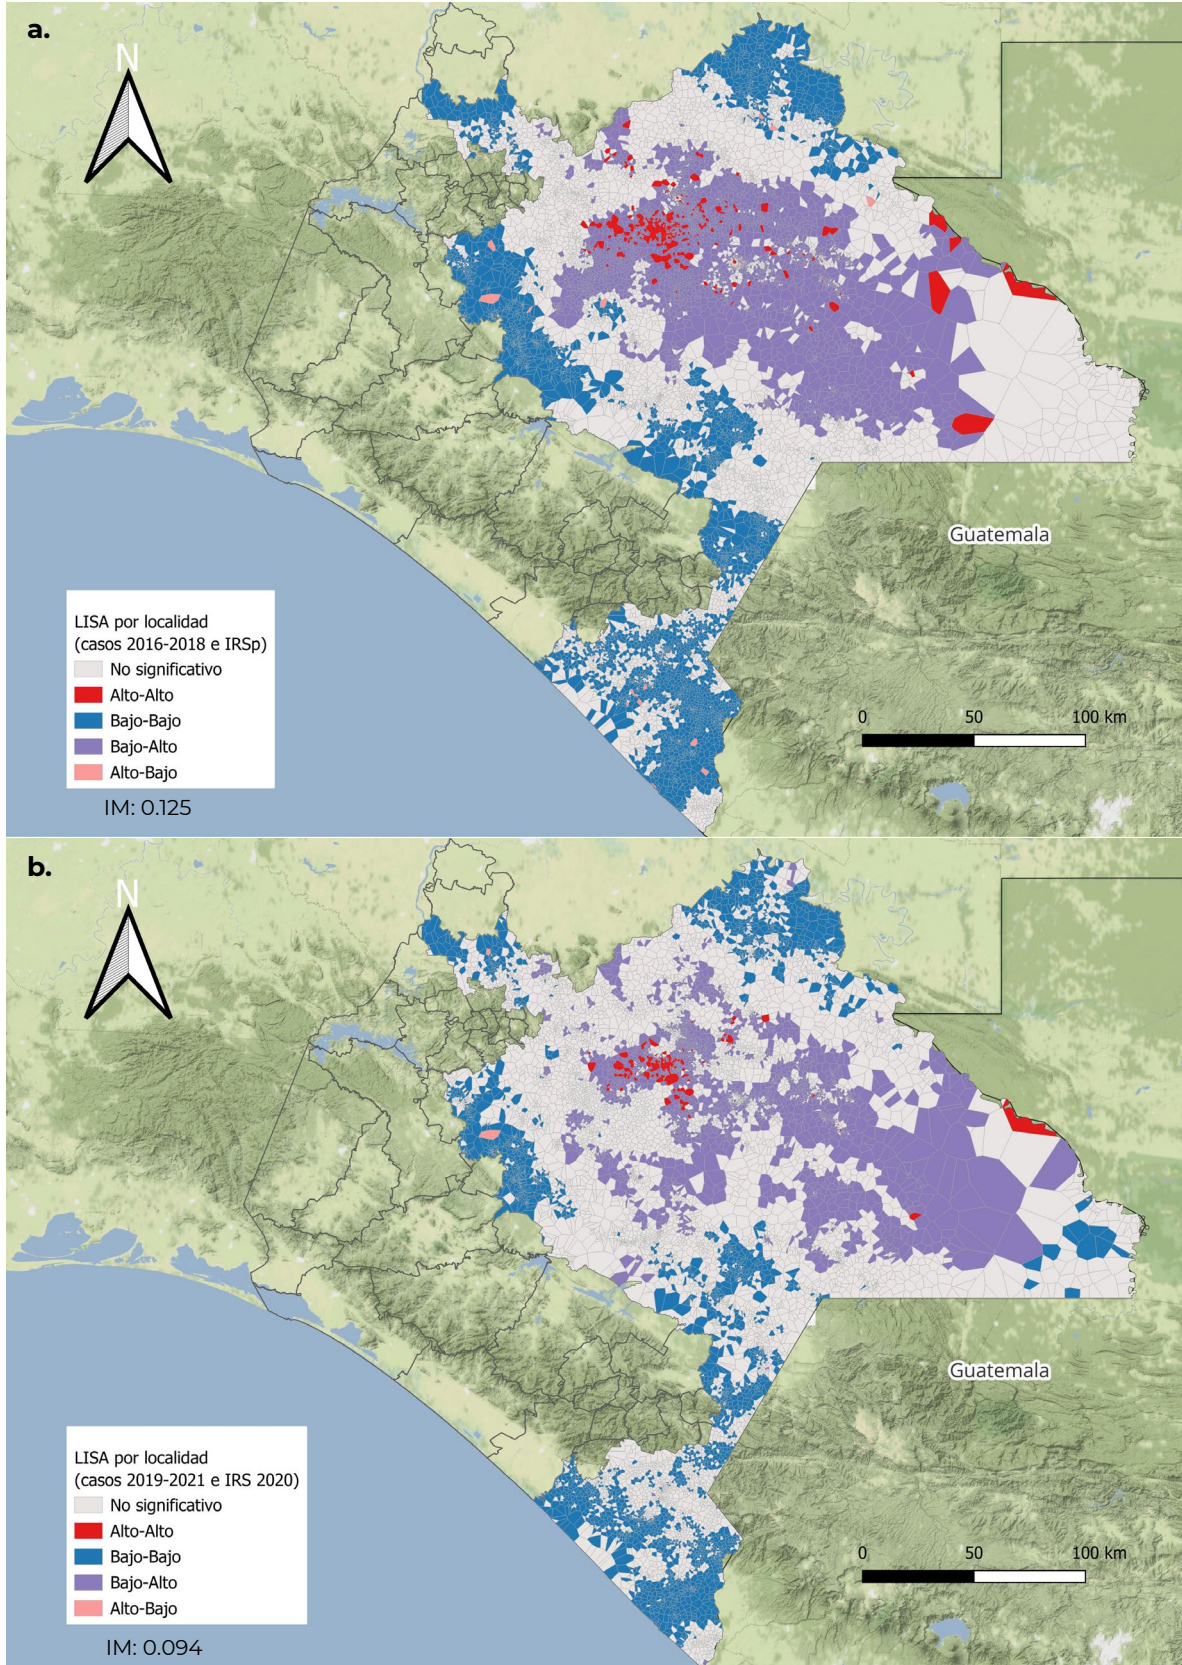 a.
N
Guatemala
LISA por localidad
(casos 2016-2018 e IRSp)
No significativo
Alto-Alto
Bajo-Bajo
Bajo-Alto
Alto-Bajo
IM: 0.125
0 50 100 km
b.
N
Guatemala
LISA por localidad
(casos 2019-2021 e IRS 2020)
No significativo
Alto-Alto
Bajo-Bajo
Bajo-Alto
Alto-Bajo
IM: 0.094
0 50 100 km